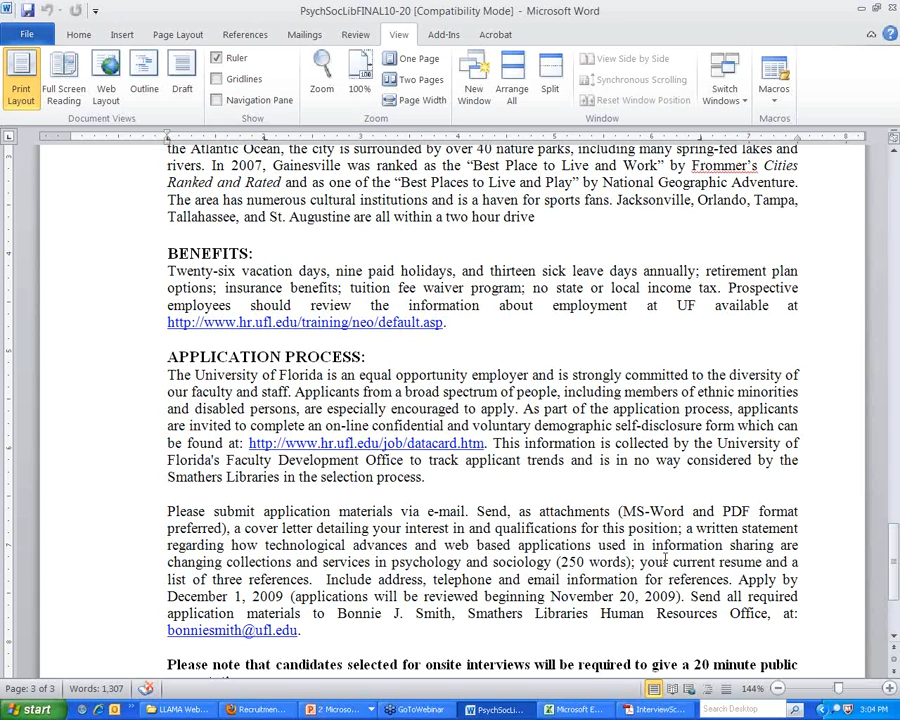 PsychSocLibFINAL10-20 [Compatibility Mode] - Microsoft Word
File Home Insert Page Layout References Mailings Review View Add-Ins Acrobat
Print Layout
Full Screen Reading
Web Layout
Outline
Draft
Ruler
Gridlines
Navigation Pane
Zoom
100%
One Page
Two Pages
Page Width
New Window
Arrange All
Split
View Side by Side
Synchronous Scrolling
Reset Window Position
Switch Windows
Macros
Document Views Show Zoom Window Macros
the Atlantic Ocean, the city is surrounded by over 40 nature parks, including many spring-fed lakes and
rivers. In 2007, Gainesville was ranked as the “Best Place to Live and Work” by Frommer’s Cities
Ranked and Rated and as one of the “Best Places to Live and Play” by National Geographic Adventure.
The area has numerous cultural institutions and is a haven for sports fans. Jacksonville, Orlando, Tampa,
Tallahassee, and St. Augustine are all within a two hour drive
BENEFITS:
Twenty-six vacation days, nine paid holidays, and thirteen sick leave days annually; retirement plan
options; insurance benefits; tuition fee waiver program; no state or local income tax. Prospective
employees should review the information about employment at UF available at
http://www.hr.ufl.edu/training/neo/default.asp.
APPLICATION PROCESS:
The University of Florida is an equal opportunity employer and is strongly committed to the diversity of
our faculty and staff. Applicants from a broad spectrum of people, including members of ethnic minorities
and disabled persons, are especially encouraged to apply. As part of the application process, applicants
are invited to complete an on-line confidential and voluntary demographic self-disclosure form which can
be found at: http://www.hr.ufl.edu/job/datacard.htm. This information is collected by the University of
Florida's Faculty Development Office to track applicant trends and is in no way considered by the
Smathers Libraries in the selection process.
Please submit application materials via e-mail. Send, as attachments (MS-Word and PDF format
preferred), a cover letter detailing your interest in and qualifications for this position; a written statement
regarding how technological advances and web based applications used in information sharing are
changing collections and services in psychology and sociology (250 words); your current resume and a
list of three references. Include address, telephone and email information for references. Apply by
December 1, 2009 (applications will be reviewed beginning November 20, 2009). Send all required
application materials to Bonnie J. Smith, Smathers Libraries Human Resources Office, at:
bonniesmith@ufl.edu.
Please note that candidates selected for onsite interviews will be required to give a 20 minute public
Page: 3 of 3 Words: 1,307 144%
start LLAMA Web... Recruitmen... 2 Microso... GoToWebinar PsychSocLi... Microsoft E... InterviewSc... Search Desktop 3:04 PM